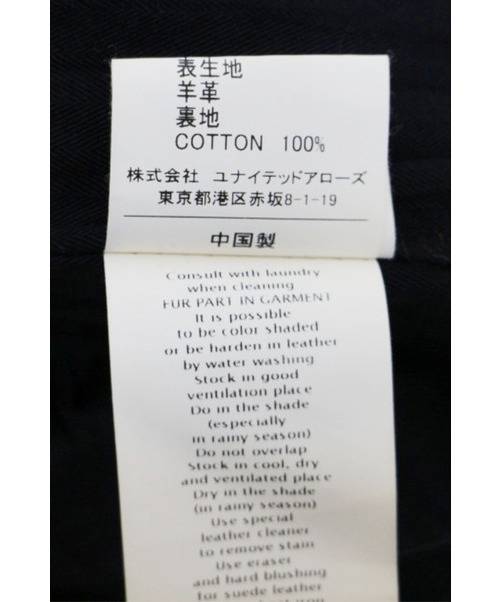 表生地
羊革
裏地
COTTON 100%
株式会社 ユナイテッドアローズ
東京都港区赤坂8-1-19
中国製
Consult with laundry
when cleaning
FUR PART IN GARMENT
It is possible
to be color shaded
or be harden in leather
by water washing
Stock in good
ventilation place
Do in the shade
(especially
in rainy season)
Do not overlap
Stock in cool, dry
and ventilated place
Dry in the shade
(in rainy season)
Use special
leather cleaner
to remove stain
Use eraser
and hard blushing
for suede leather
iron